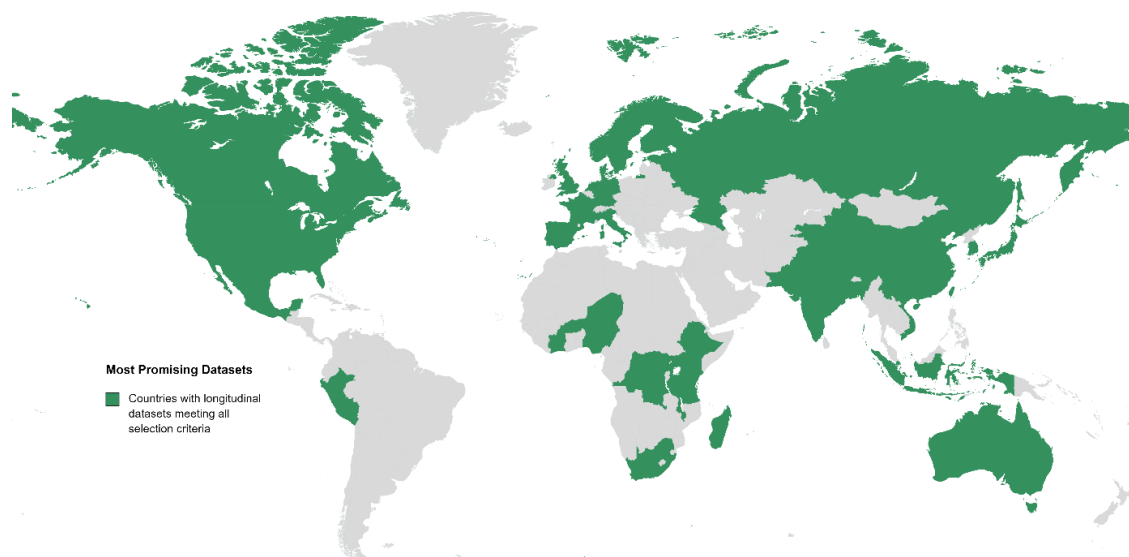 Most Promising Datasets
Countries with longitudinal
datasets meeting all
selection criteria